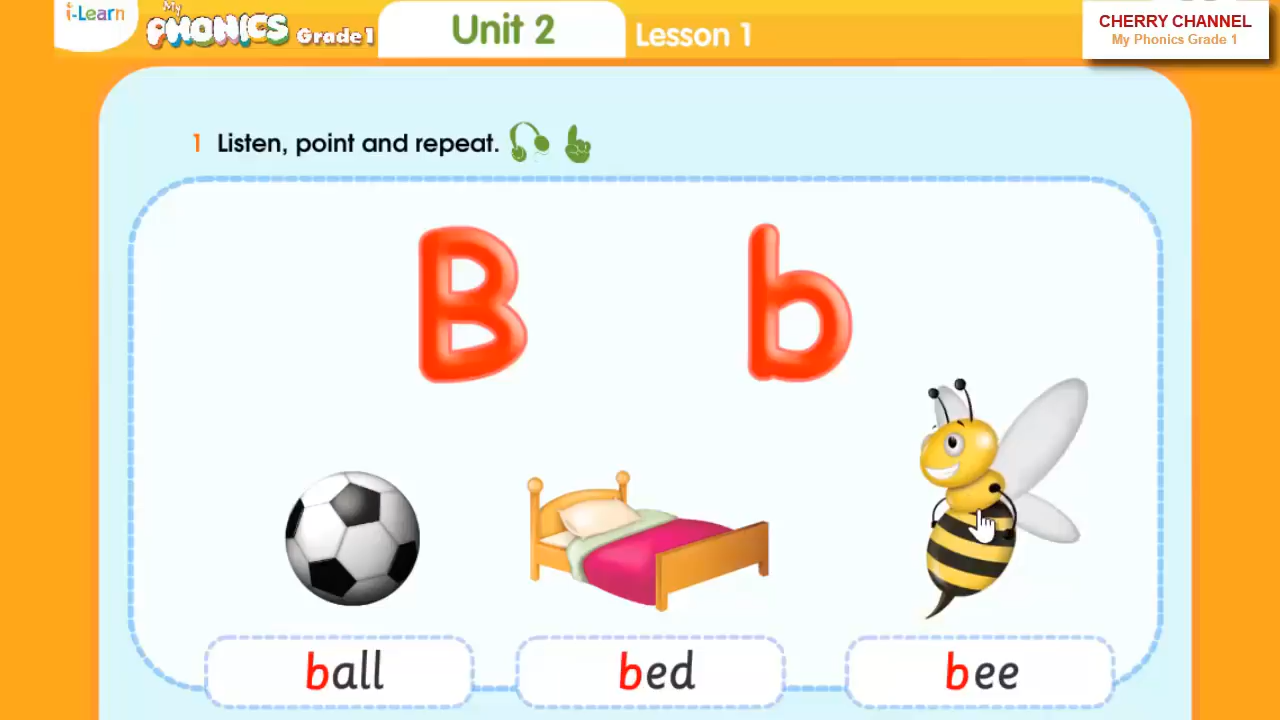 i-Learn
My
PHONICS Grade 1
Unit 2
Lesson 1
CHERRY CHANNEL
My Phonics Grade 1
1 Listen, point and repeat.
B b
ball bed bee